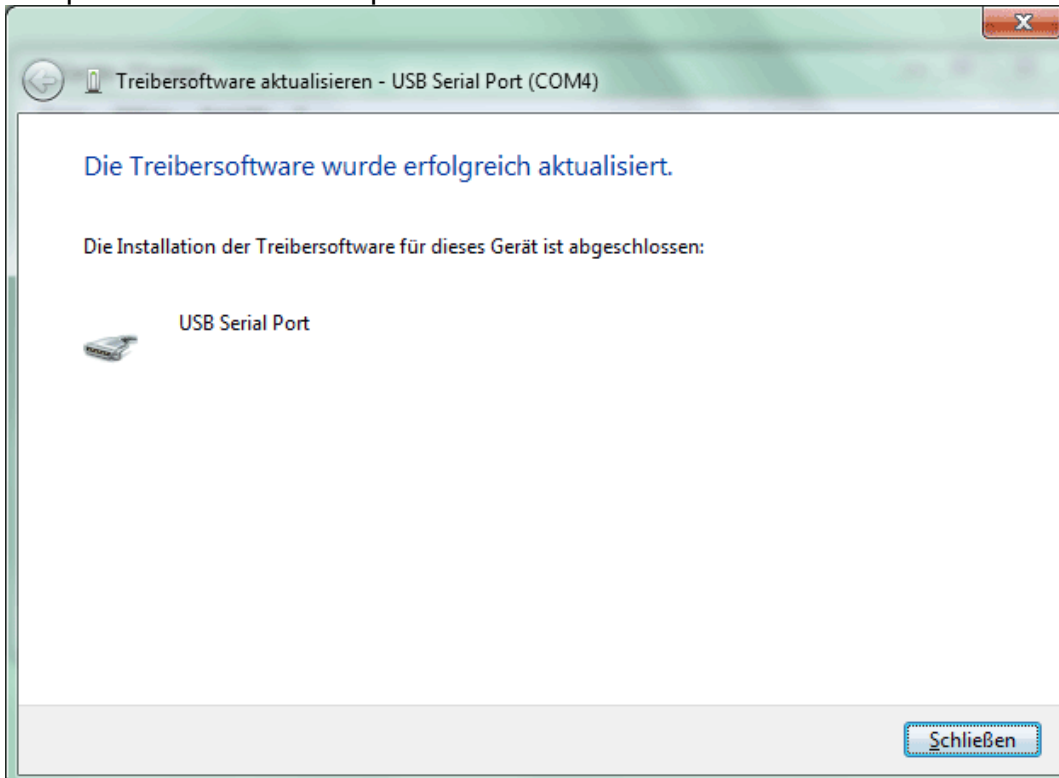 Treibersoftware aktualisieren - USB Serial Port (COM4)
Die Treibersoftware wurde erfolgreich aktualisiert.
Die Installation der Treibersoftware für dieses Gerät ist abgeschlossen:
USB Serial Port
Schließen